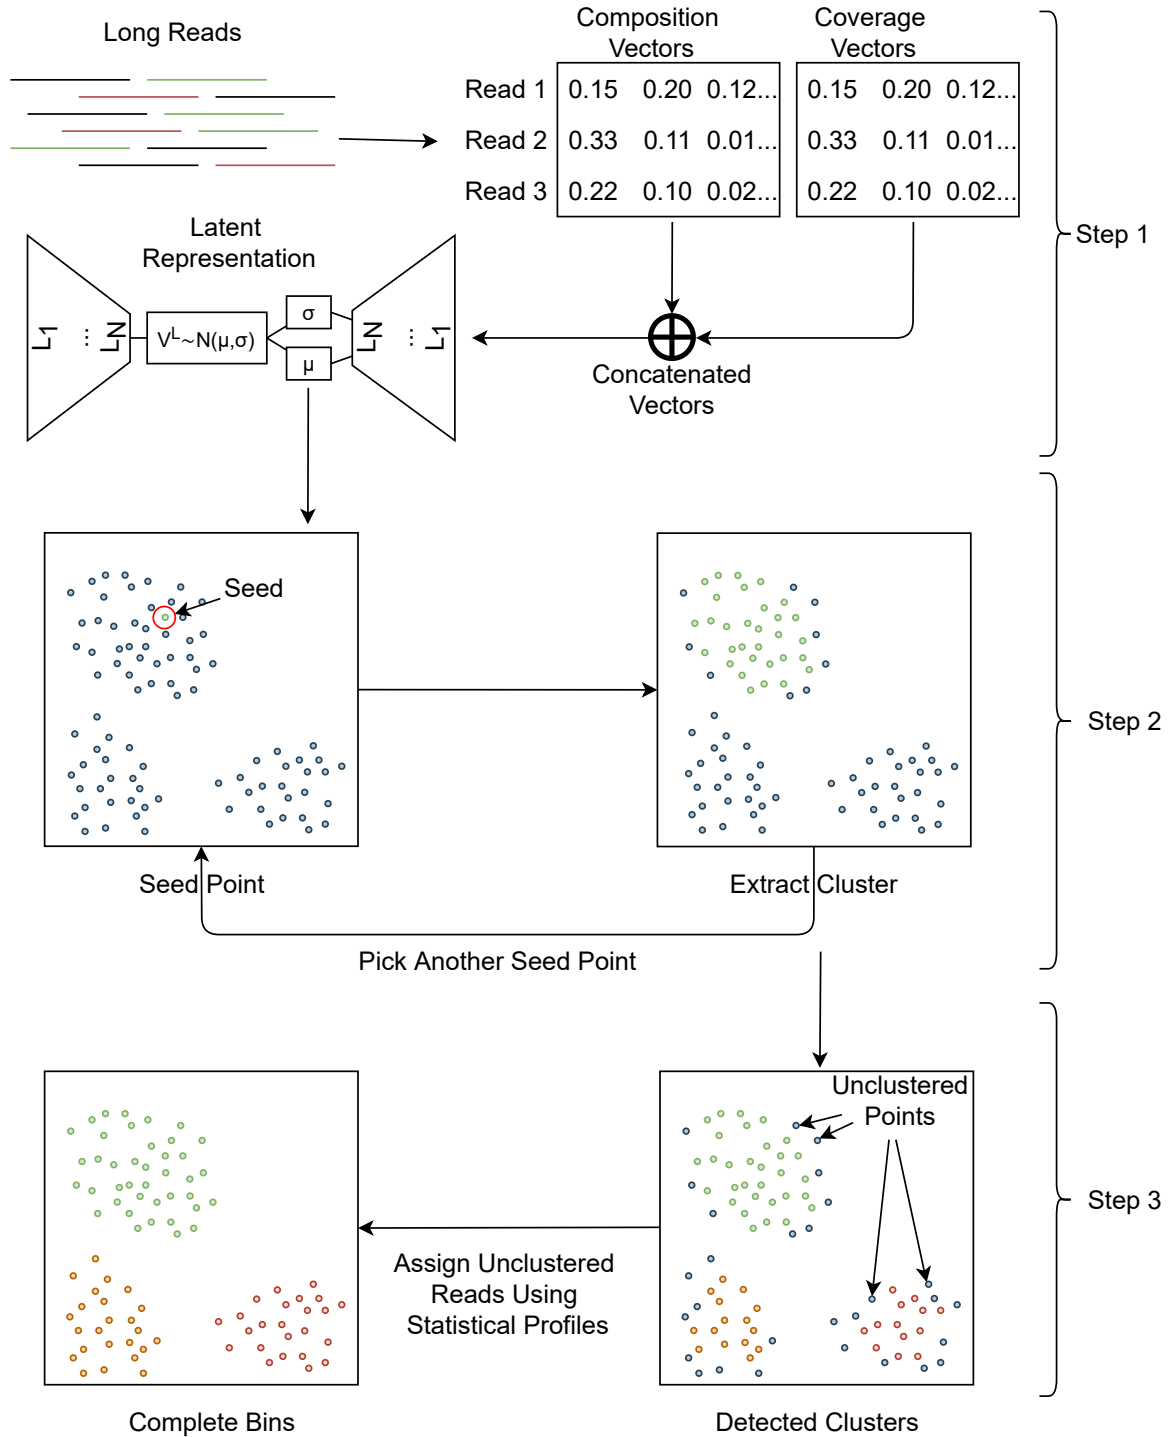 Long Reads
Composition
Vectors
Coverage
Vectors
Read 1 0.15 0.20 0.12... 0.15 0.20 0.12...
Read 2 0.33 0.11 0.01... 0.33 0.11 0.01...
Read 3 0.22 0.10 0.02... 0.22 0.10 0.02...
Step 1
Latent
Representation
L1 ... LN
V^L~N(μ,σ)
σ
μ
LN ... L1
Concatenated
Vectors
Seed
Step 2
Seed Point
Extract Cluster
Pick Another Seed Point
Unclustered
Points
Step 3
Assign Unclustered
Reads Using
Statistical Profiles
Complete Bins
Detected Clusters